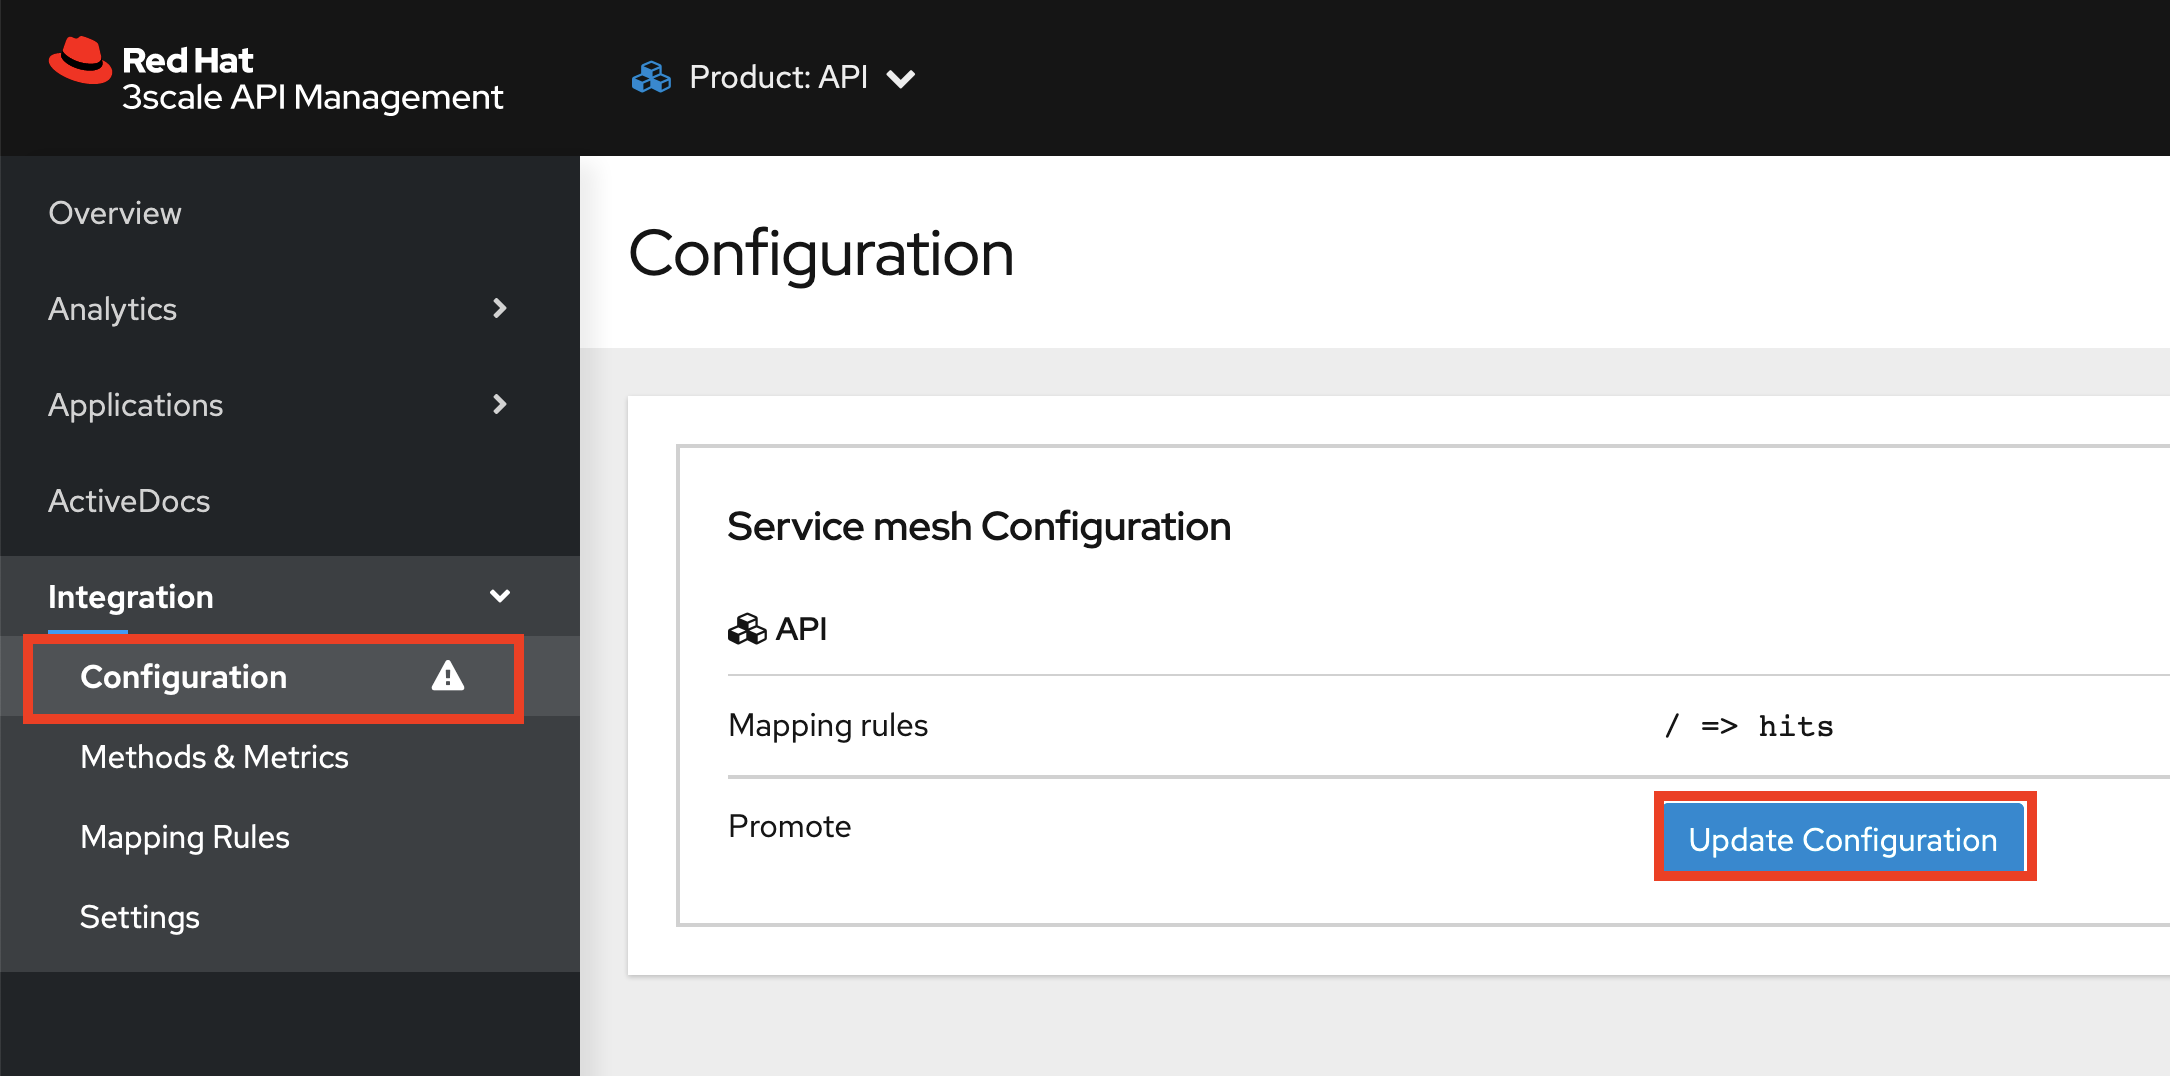 Red Hat
3scale API Management
Product: API
Overview
Analytics
Applications
ActiveDocs
Integration
Configuration
Methods & Metrics
Mapping Rules
Settings
Configuration
Service mesh Configuration
API
Mapping rules
/ => hits
Promote
Update Configuration